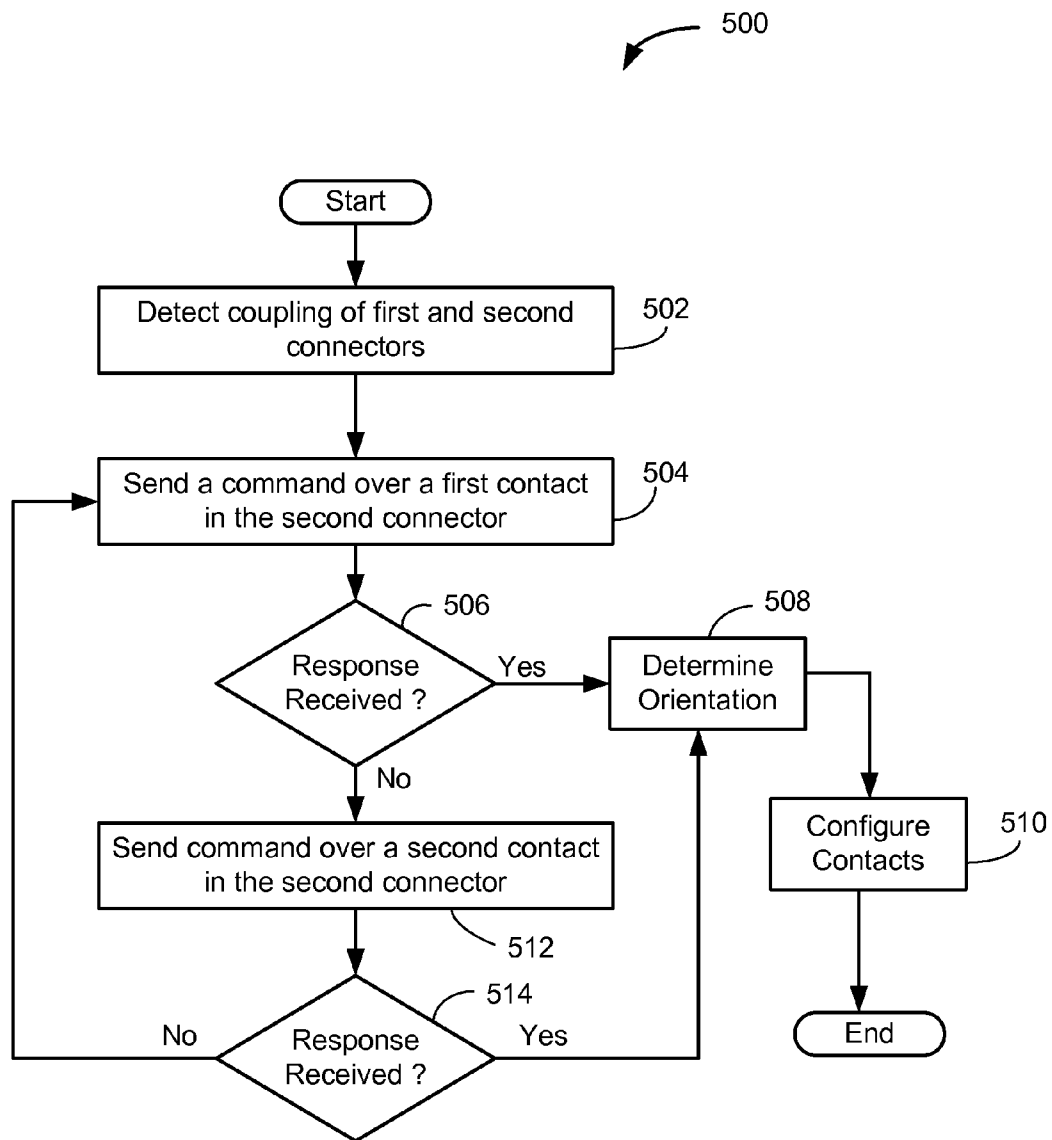 500
Start
Detect coupling of first and second
connectors
502
Send a command over a first contact
in the second connector
504
506
Response
Received ?
Yes
No
508
Determine
Orientation
Configure
Contacts
510
Send command over a second contact
in the second connector
512
514
Response
Received ?
No
Yes
End